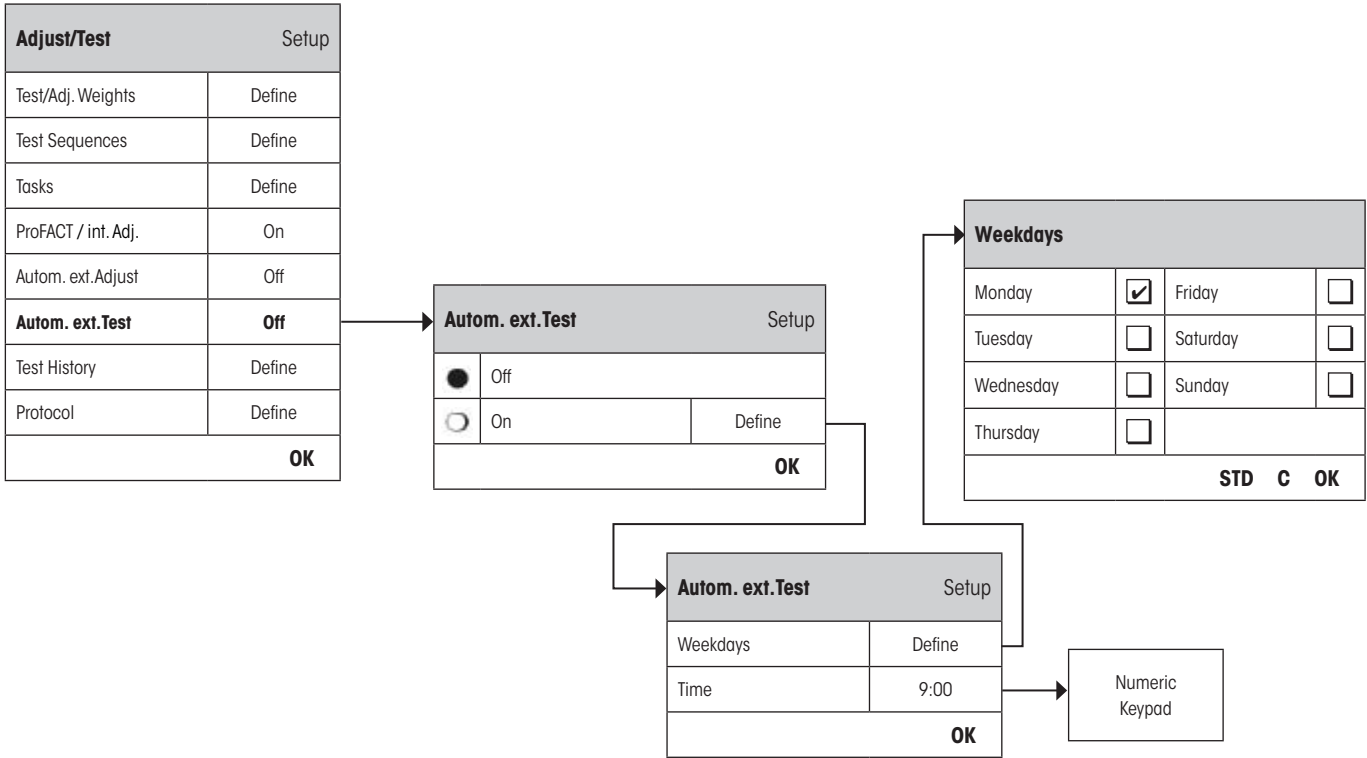 Adjust/Test Setup
Test/Adj. Weights Define
Test Sequences Define
Tasks Define
ProFACT / int. Adj. On
Autom. ext.Adjust Off
Autom. ext.Test Off
Test History Define
Protocol Define
OK
Autom. ext.Test Setup
Off
On Define
OK
Autom. ext.Test Setup
Weekdays Define
Time 9:00
OK
Weekdays
Monday Friday
Tuesday Saturday
Wednesday Sunday
Thursday
STD C OK
Numeric
Keypad